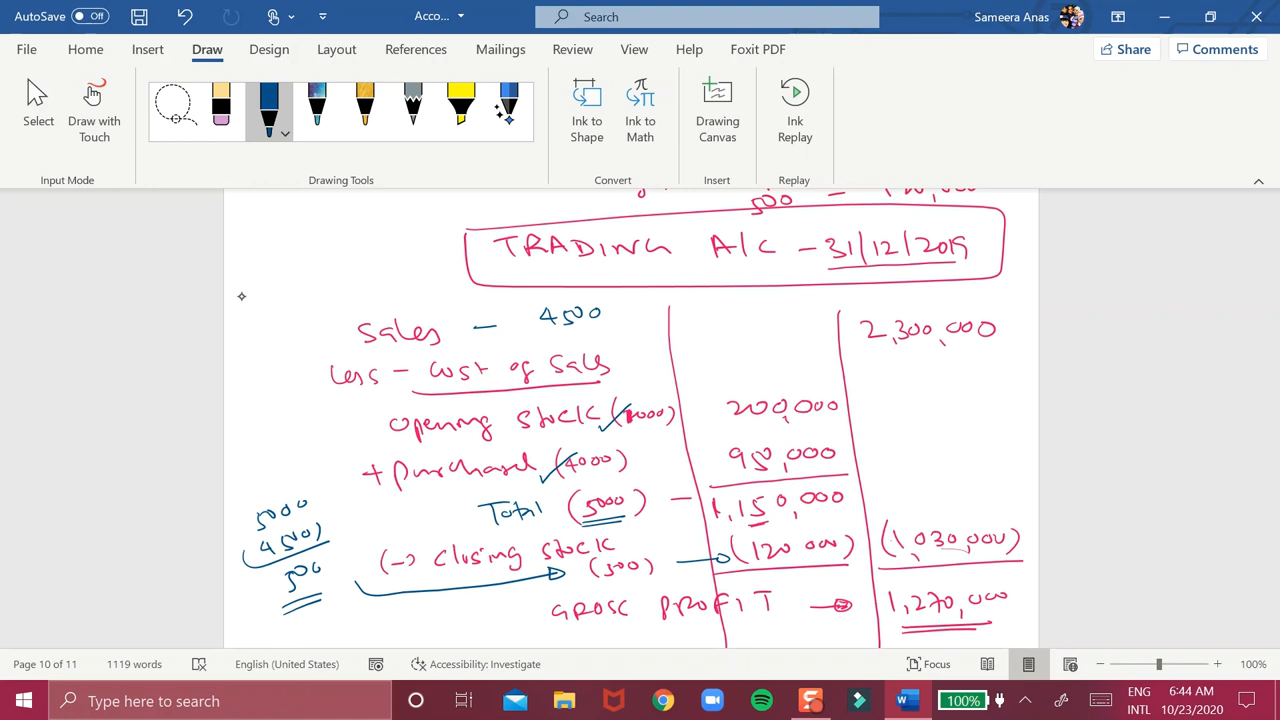 AutoSave Off Acco... Search Sameera Anas
File Home Insert Draw Design Layout References Mailings Review View Help Foxit PDF Share Comments
Select Draw with Touch Ink to Shape Ink to Math Drawing Canvas Ink Replay
Input Mode Drawing Tools Convert Insert Replay
500
TRADING A/C - 31/12/2019
Sales - 4500 2,300,000
Less - cost of sales
opening stock (1000) 200,000
+ purchased (4000) 950,000
Total (5000) - 1,150,000
5000
4500)
500
(-) closing stock (500) (120 000) (1,030,000)
GROSS PROFIT 1,270,000
Page 10 of 11 1119 words English (United States) Accessibility: Investigate Focus 100%
Type here to search 100% ENG INTL 6:44 AM 10/23/2020